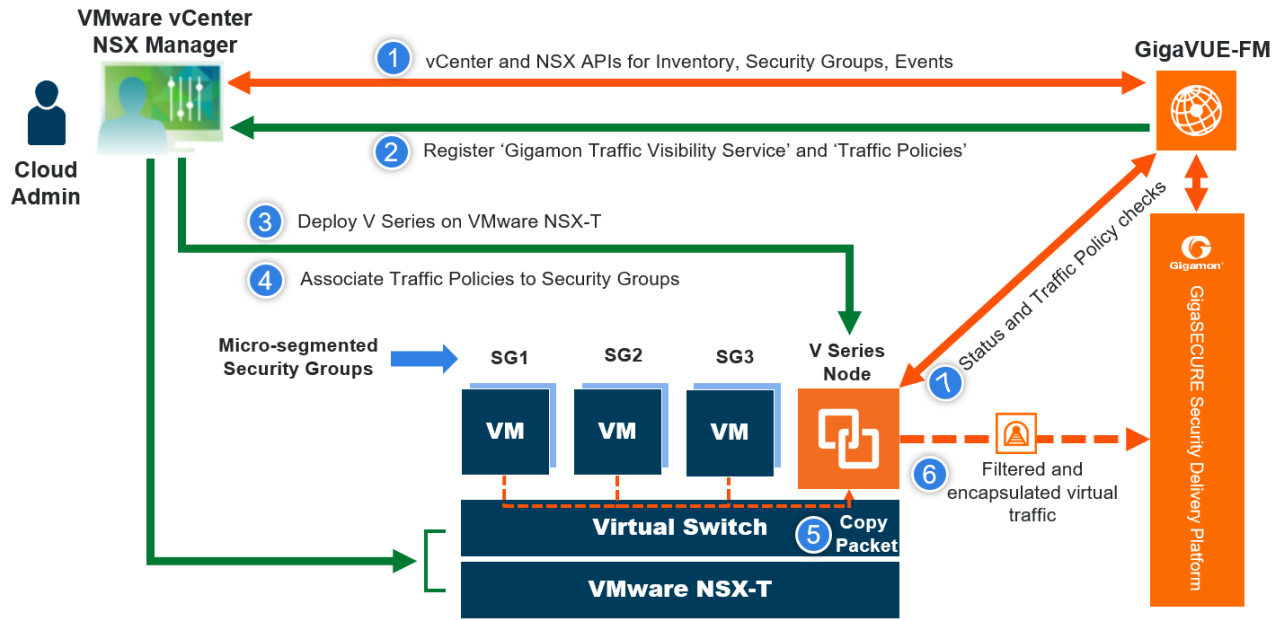 VMware vCenter
NSX Manager
GigaVUE-FM
1
vCenter and NSX APIs for Inventory, Security Groups, Events
2
Register ‘Gigamon Traffic Visibility Service’ and ‘Traffic Policies’
Cloud
Admin
3
Deploy V Series on VMware NSX-T
4
Associate Traffic Policies to Security Groups
7
Status and Traffic Policy checks
Gigamon®
GigaSECURE Security Delivery Platform
Micro-segmented
Security Groups
SG1
SG2
SG3
V Series
Node
VM
VM
VM
6
Filtered and
encapsulated virtual
traffic
Virtual Switch
5
Copy
Packet
VMware NSX-T